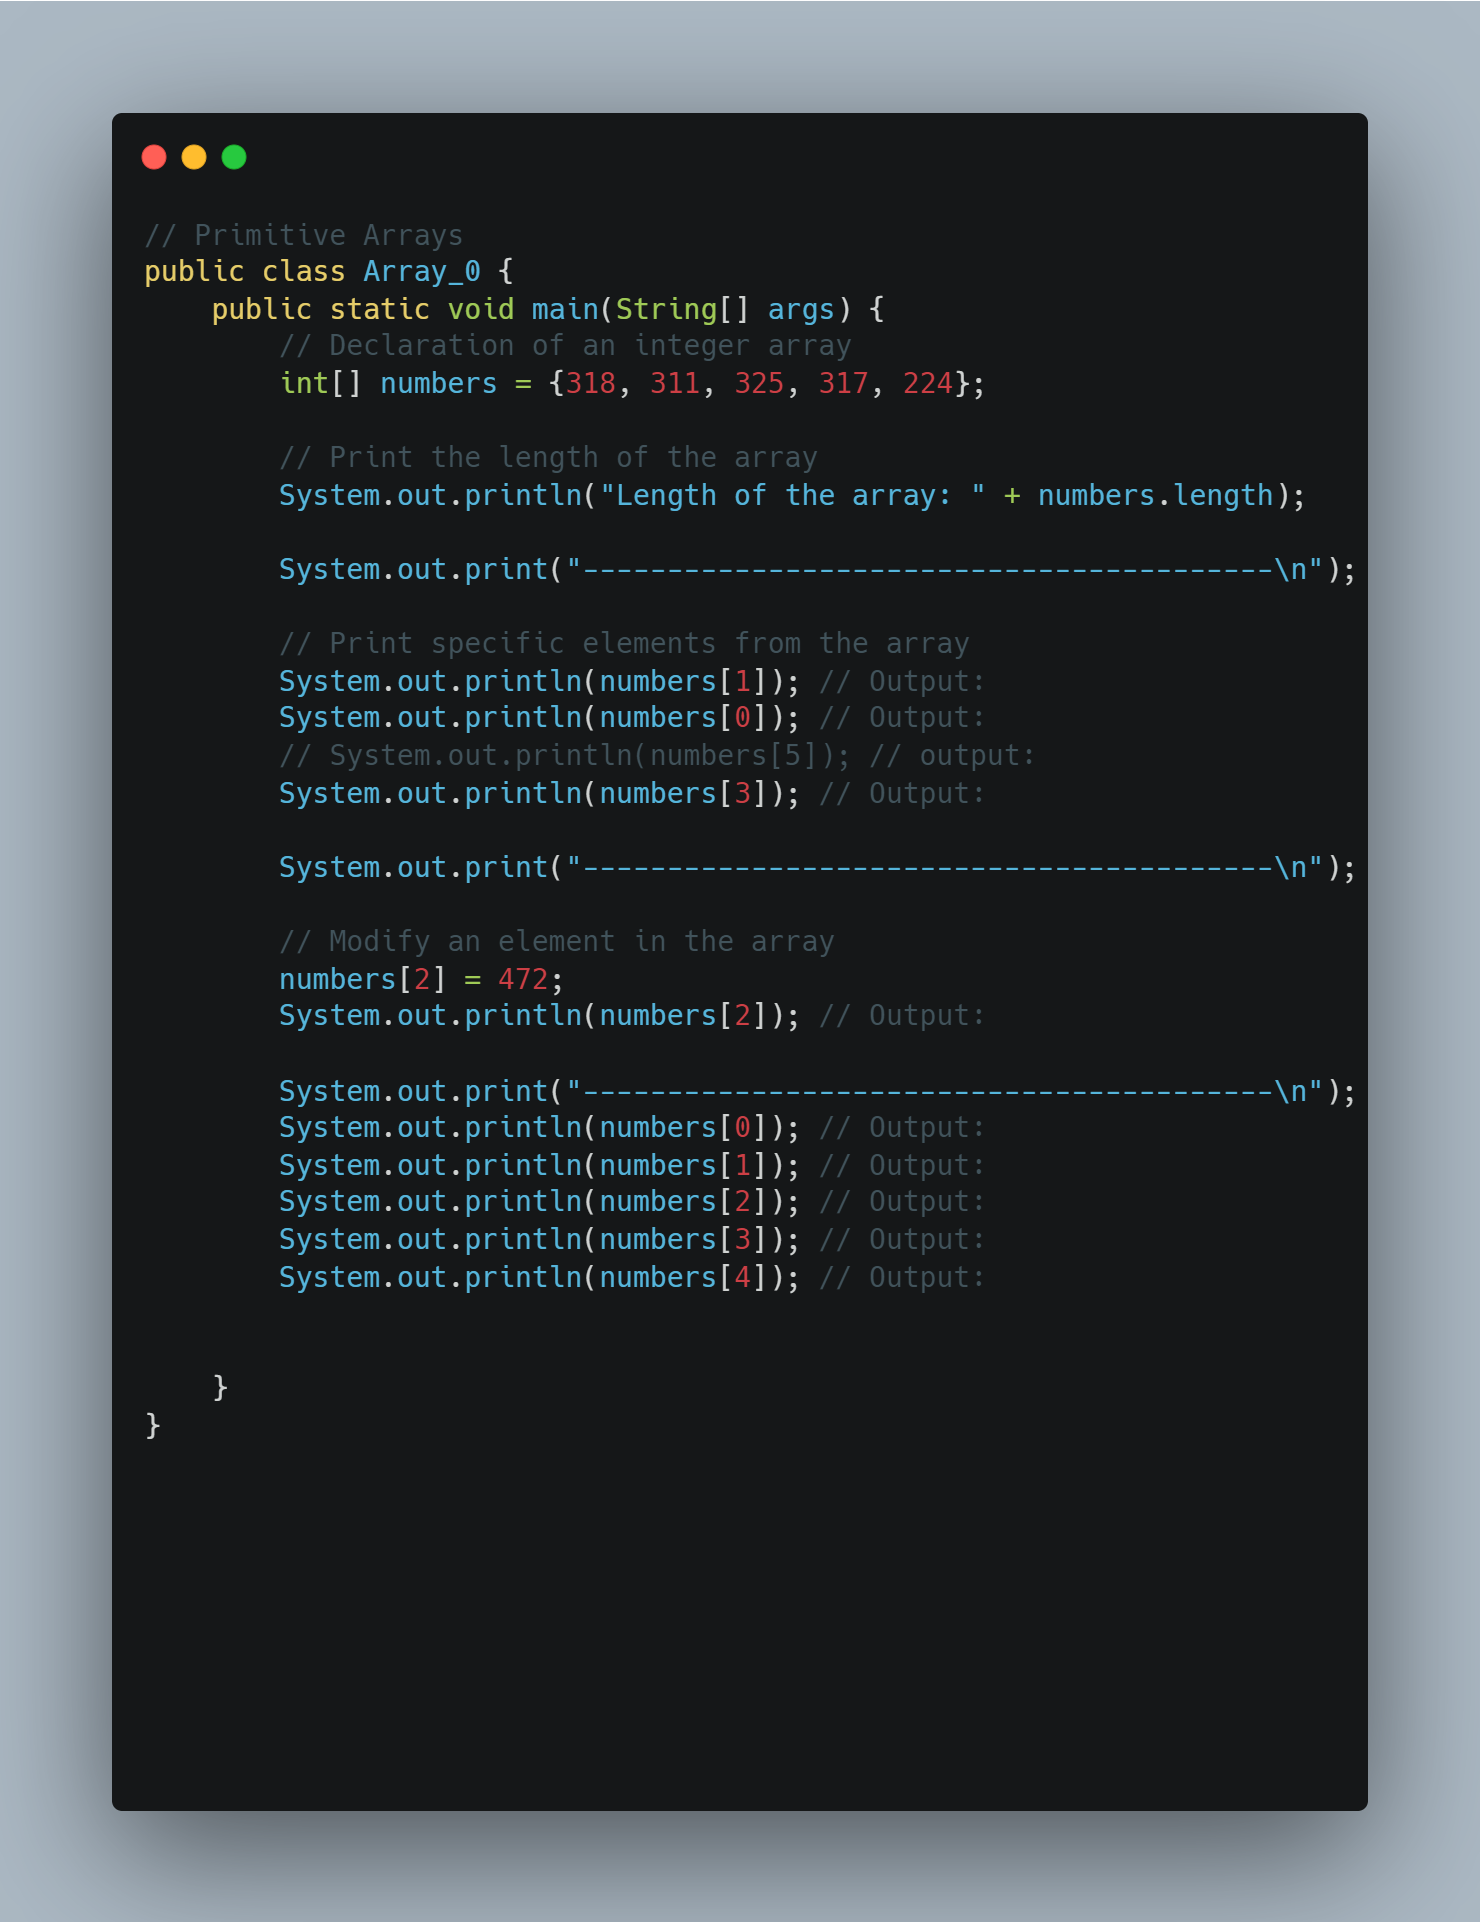 // Primitive Arrays
public class Array_0 {
    public static void main(String[] args) {
        // Declaration of an integer array
        int[] numbers = {318, 311, 325, 317, 224};

        // Print the length of the array
        System.out.println("Length of the array: " + numbers.length);

        System.out.print("-----------------------------------------\n");

        // Print specific elements from the array
        System.out.println(numbers[1]); // Output:
        System.out.println(numbers[0]); // Output:
        // System.out.println(numbers[5]); // output:
        System.out.println(numbers[3]); // Output:

        System.out.print("-----------------------------------------\n");

        // Modify an element in the array
        numbers[2] = 472;
        System.out.println(numbers[2]); // Output:

        System.out.print("-----------------------------------------\n");
        System.out.println(numbers[0]); // Output:
        System.out.println(numbers[1]); // Output:
        System.out.println(numbers[2]); // Output:
        System.out.println(numbers[3]); // Output:
        System.out.println(numbers[4]); // Output:


    }
}